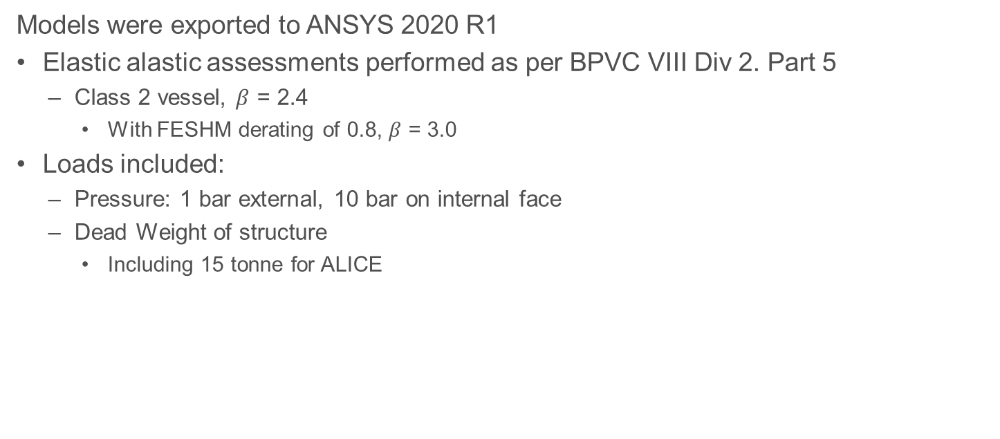 Models were exported to ANSYS 2020 R1
• Elastic alastic assessments performed as per BPVC VIII Div 2. Part 5
– Class 2 vessel, β = 2.4
• With FESHM derating of 0.8, β = 3.0
• Loads included:
– Pressure: 1 bar external, 10 bar on internal face
– Dead Weight of structure
• Including 15 tonne for ALICE